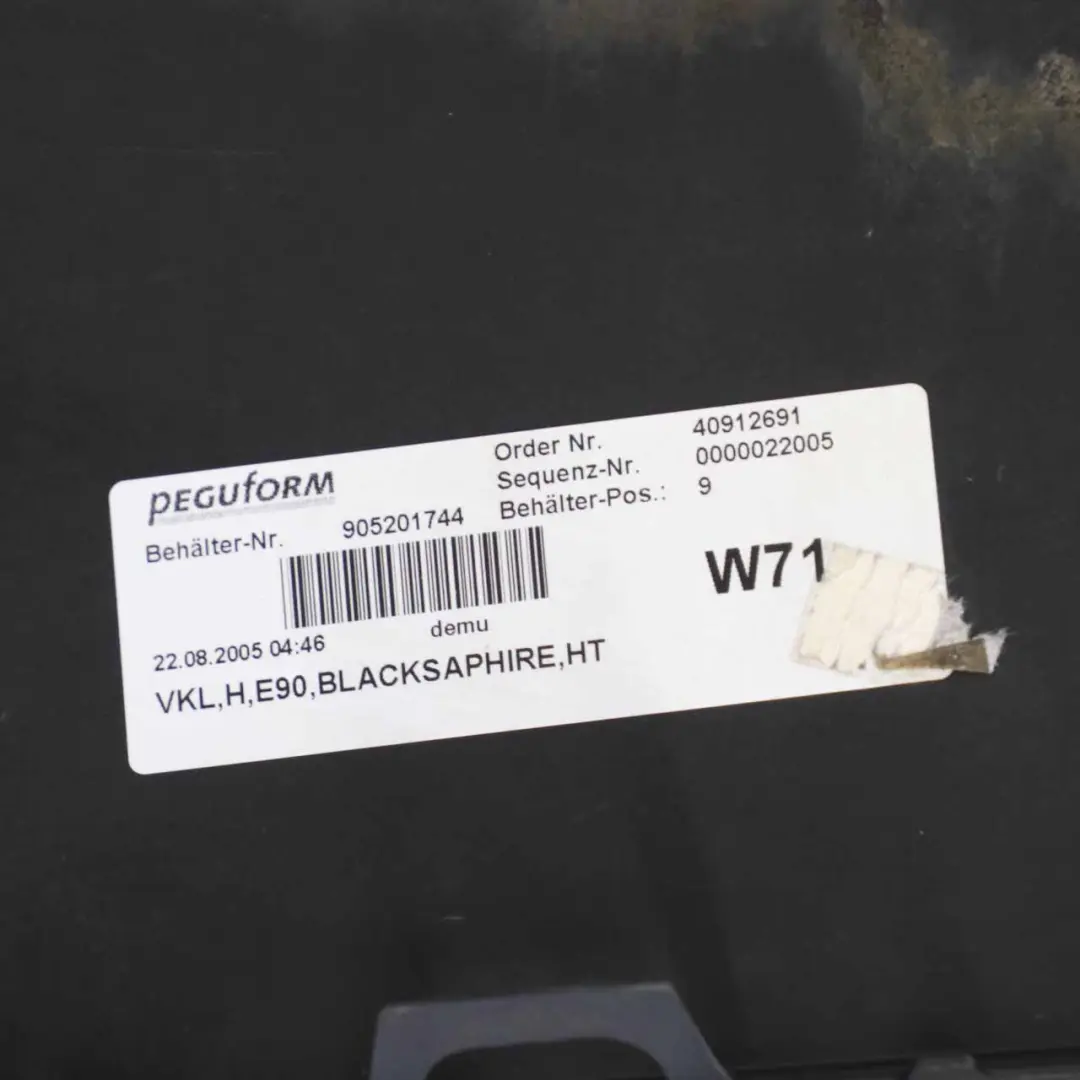 peguform
Order Nr. 40912691
Sequenz-Nr. 0000022005
Behälter-Pos.: 9
Behälter-Nr. 905201744
W71
22.08.2005 04:46
demu
VKL,H,E90,BLACKSAPHIRE,HT